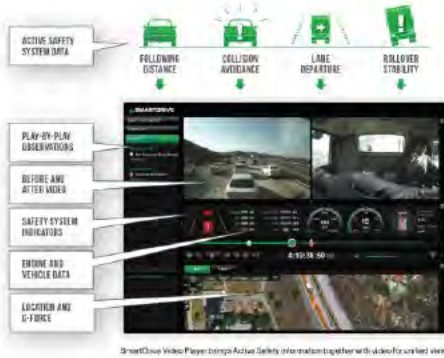 ACTIVE SAFETY
SYSTEM DATA
FOLLOWING
DISTANCE
COLLISION
AVOIDANCE
LANE
DEPARTURE
ROLLOVER
STABILITY
SMARTDRIVE
PLAY-BY-PLAY
OBSERVATIONS
BEFORE AND
AFTER VIDEO
SAFETY SYSTEM
INDICATORS
ENGINE AND
VEHICLE DATA
LOCATION AND
G-FORCE
SmartDrive Video Player brings Active Safety information together with video for unified view